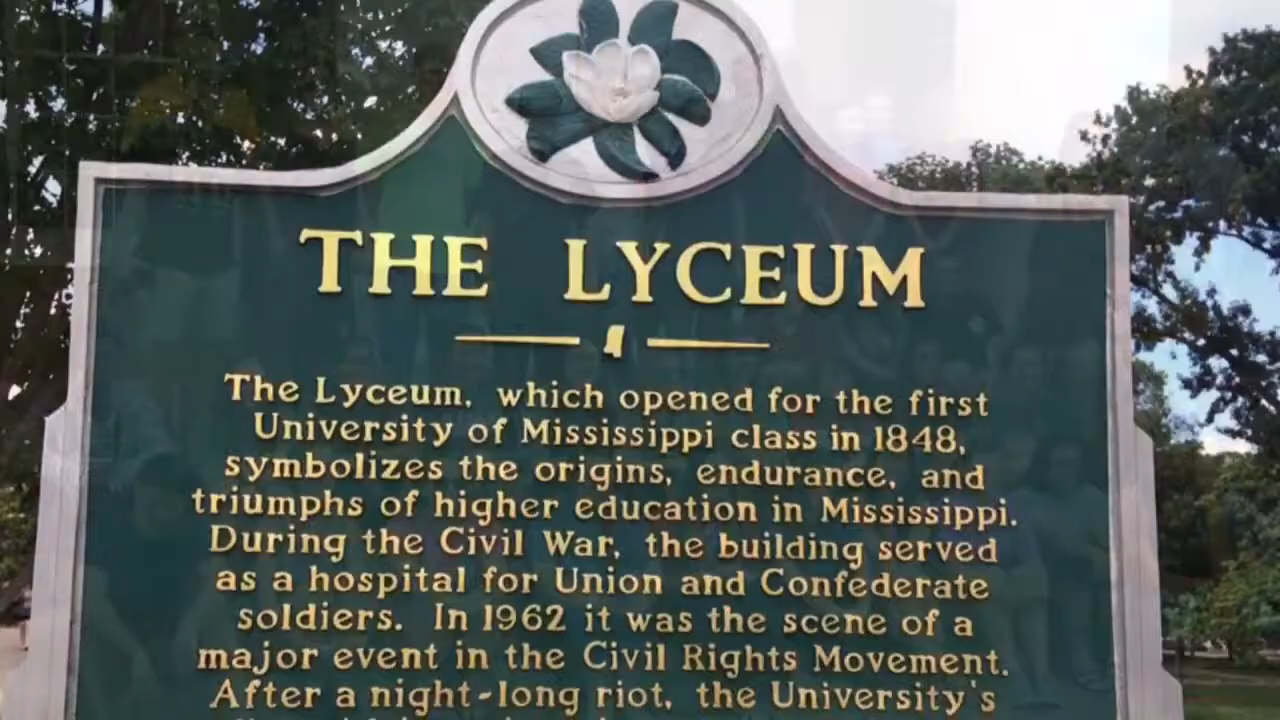 THE LYCEUM
The Lyceum, which opened for the first
University of Mississippi class in 1848,
symbolizes the origins, endurance, and
triumphs of higher education in Mississippi.
During the Civil War, the building served
as a hospital for Union and Confederate
soldiers. In 1962 it was the scene of a
major event in the Civil Rights Movement.
After a night-long riot, the University's